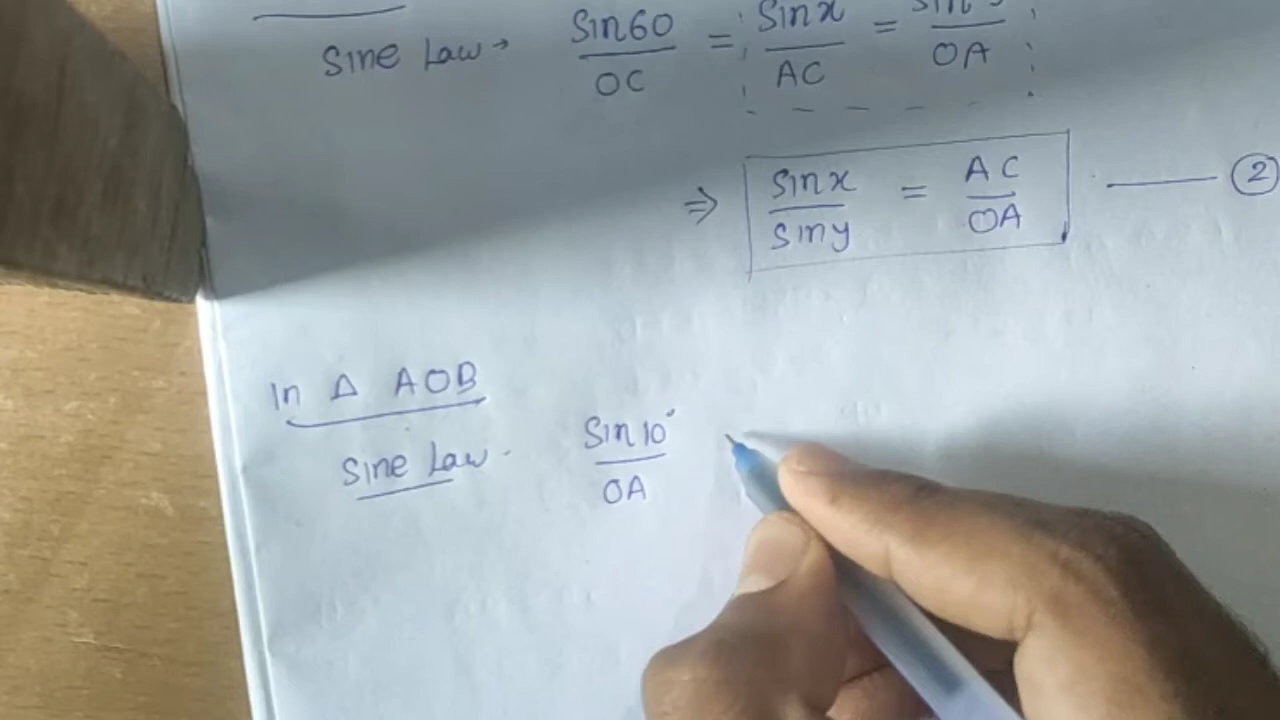 Sine Law → Sin60/OC = Sinx/AC = /OA
⇒ Sinx/Siny = AC/OA —— ②
In Δ AOB
Sine Law. Sin10°/OA